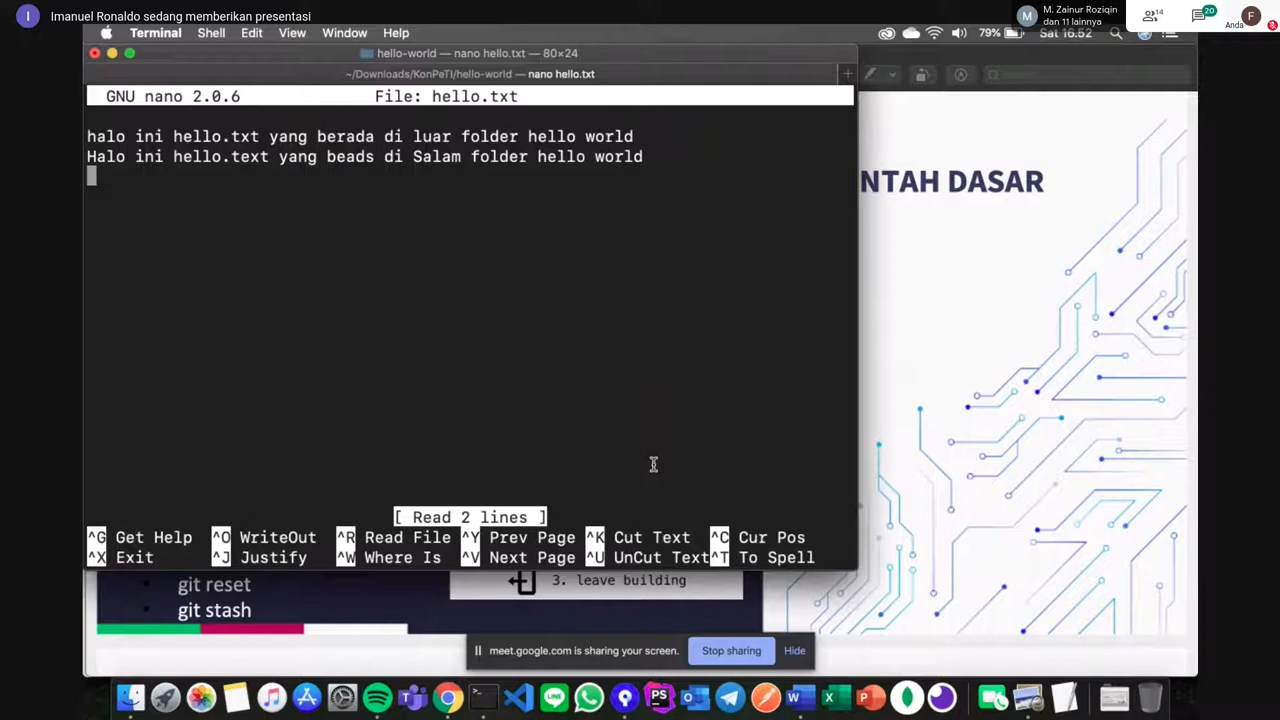 I Imanuel Ronaldo sedang memberikan presentasi
M M. Zainur Roziqin
dan 11 lainnya
14
20
F
Anda
Terminal Shell Edit View Window Help
79% Sat 16.52
hello-world — nano hello.txt — 80×24
~/Downloads/KonPeTI/hello-world — nano hello.txt
+
GNU nano 2.0.6 File: hello.txt
halo ini hello.txt yang berada di luar folder hello world
Halo ini hello.text yang beads di Salam folder hello world
NTAH DASAR
[ Read 2 lines ]
^G Get Help ^O WriteOut ^R Read File ^Y Prev Page ^K Cut Text ^C Cur Pos
^X Exit ^J Justify ^W Where Is ^V Next Page ^U UnCut Text ^T To Spell
git reset
3. leave building
git stash
meet.google.com is sharing your screen. Stop sharing Hide